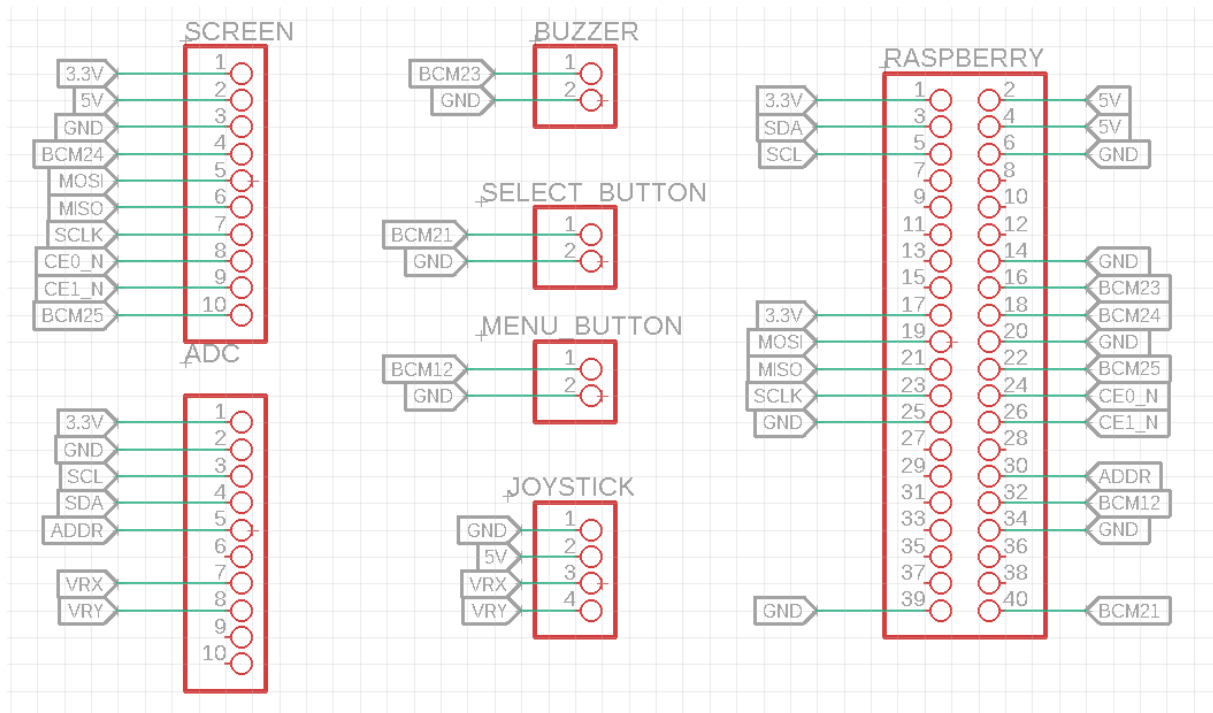 SCREEN
3.3V 1
5V 2
GND 3
BCM24 4
MOSI 5
MISO 6
SCLK 7
CE0_N 8
CE1_N 9
BCM25 10
ADC
3.3V 1
GND 2
SCL 3
SDA 4
ADDR 5
6
VRX 7
VRY 8
9
10
BUZZER
BCM23 1
GND 2
SELECT_BUTTON
BCM21 1
GND 2
MENU_BUTTON
BCM12 1
GND 2
JOYSTICK
GND 1
5V 2
VRX 3
VRY 4
RASPBERRY
3.3V 1 2 5V
SDA 3 4 5V
SCL 5 6 GND
7 8
9 10
11 12
13 14 GND
15 16 BCM23
3.3V 17 18 BCM24
MOSI 19 20 GND
MISO 21 22 BCM25
SCLK 23 24 CE0_N
GND 25 26 CE1_N
27 28
29 30 ADDR
31 32 BCM12
33 34 GND
35 36
37 38
GND 39 40 BCM21